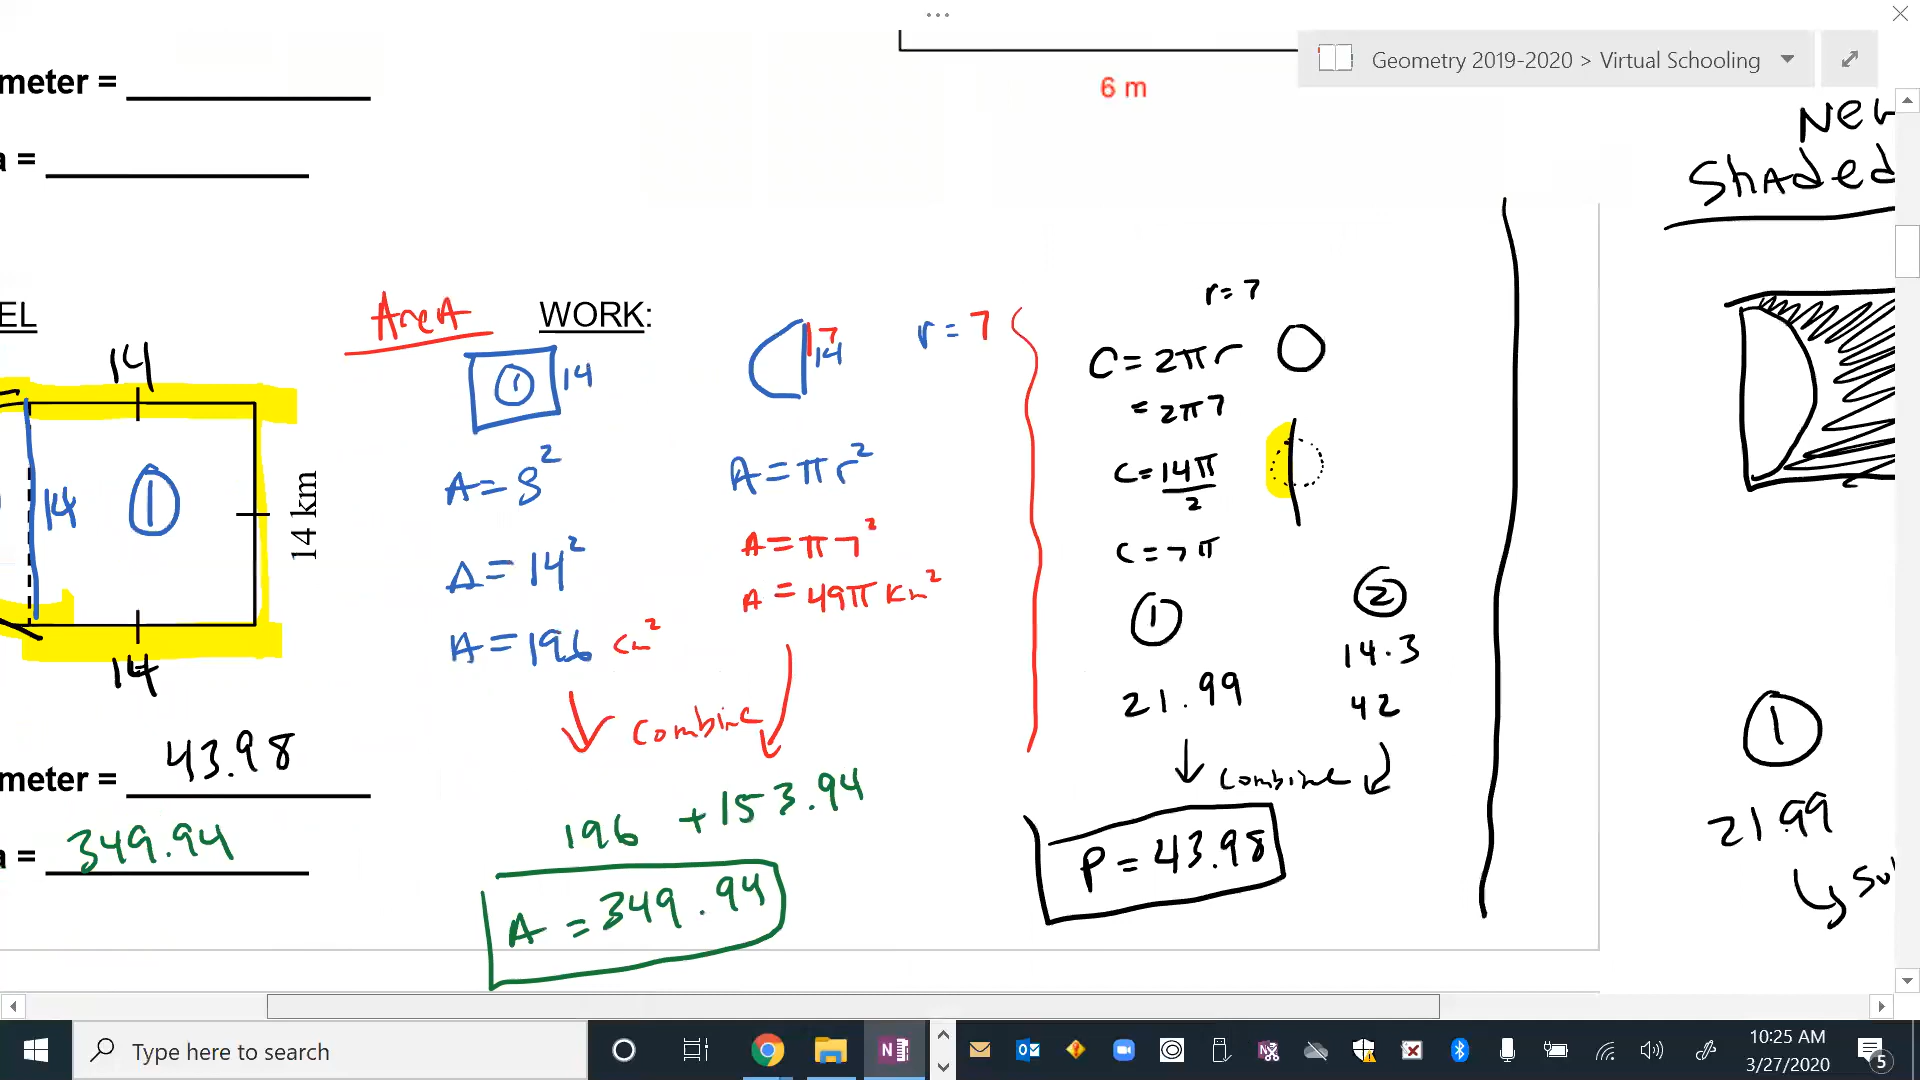 Geometry 2019-2020 > Virtual Schooling
meter =
6 m
a =
New
Shaded
EL
14
14
1
14 km
14
meter = 43.98
a = 349.94
Area
WORK:
1
14
A = S²
A = 14²
A = 196 cm²
7
14
r = 7
A = πr²
A = π7²
A = 49π Km²
Combine
196 + 153.94
A = 349.94
r = 7
C = 2πr
= 2π7
C = 14π
2
C = 7π
1
21.99
2
14.3
42
Combine
P = 43.98
1
21.99
Type here to search
10:25 AM
3/27/2020
5